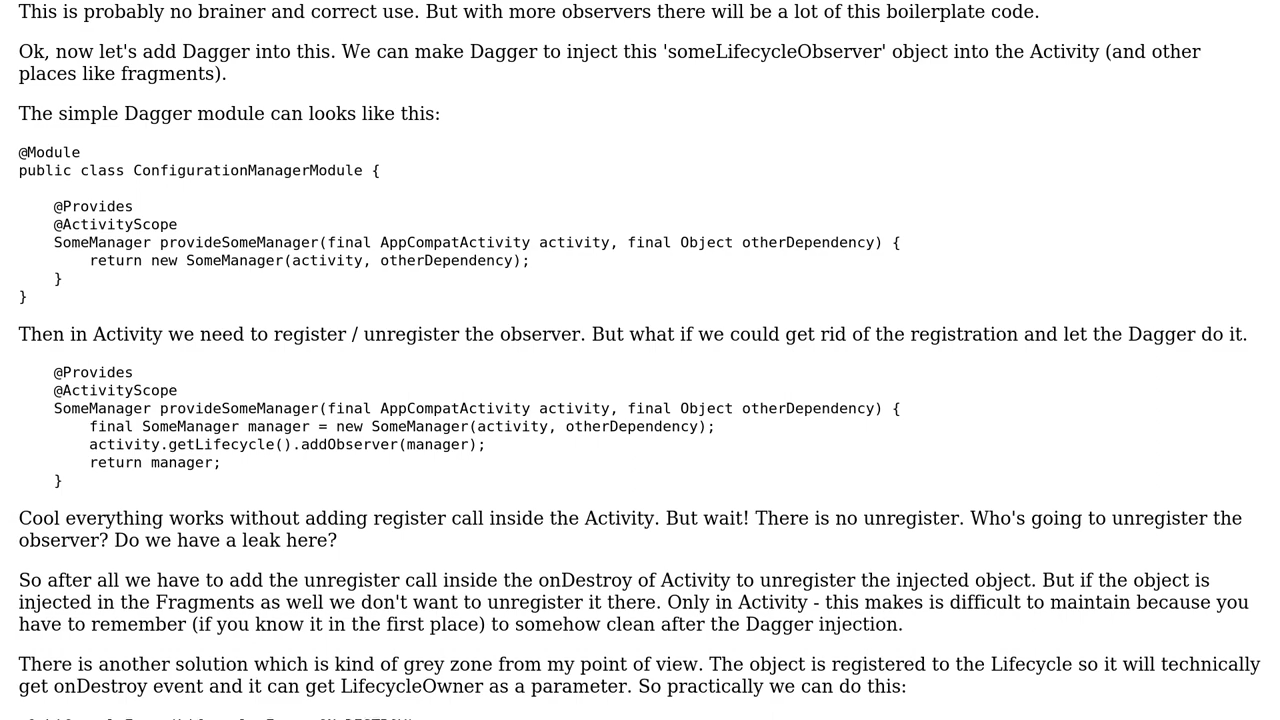 This is probably no brainer and correct use. But with more observers there will be a lot of this boilerplate code.
Ok, now let's add Dagger into this. We can make Dagger to inject this 'someLifecycleObserver' object into the Activity (and other
places like fragments).
The simple Dagger module can looks like this:
@Module
public class ConfigurationManagerModule {
    @Provides
    @ActivityScope
    SomeManager provideSomeManager(final AppCompatActivity activity, final Object otherDependency) {
        return new SomeManager(activity, otherDependency);
    }
}
Then in Activity we need to register / unregister the observer. But what if we could get rid of the registration and let the Dagger do it.
    @Provides
    @ActivityScope
    SomeManager provideSomeManager(final AppCompatActivity activity, final Object otherDependency) {
        final SomeManager manager = new SomeManager(activity, otherDependency);
        activity.getLifecycle().addObserver(manager);
        return manager;
    }
Cool everything works without adding register call inside the Activity. But wait! There is no unregister. Who's going to unregister the
observer? Do we have a leak here?
So after all we have to add the unregister call inside the onDestroy of Activity to unregister the injected object. But if the object is
injected in the Fragments as well we don't want to unregister it there. Only in Activity - this makes is difficult to maintain because you
have to remember (if you know it in the first place) to somehow clean after the Dagger injection.
There is another solution which is kind of grey zone from my point of view. The object is registered to the Lifecycle so it will technically
get onDestroy event and it can get LifecycleOwner as a parameter. So practically we can do this: